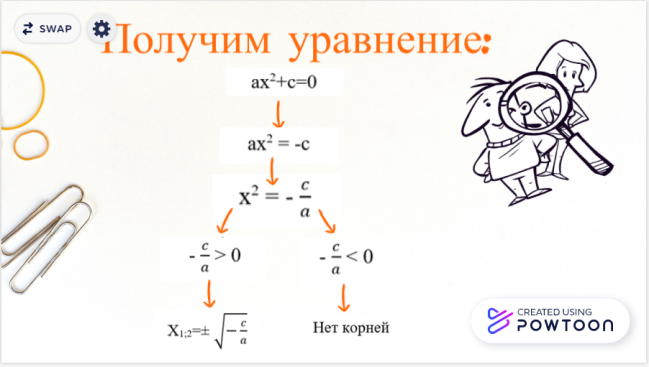 SWAP
Получим уравнение:
ax²+c=0
ax² = -c
x² = - c/a
- c/a > 0
- c/a < 0
X₁;₂=± √(− c/a)
Нет корней
CREATED USING
POWTOON